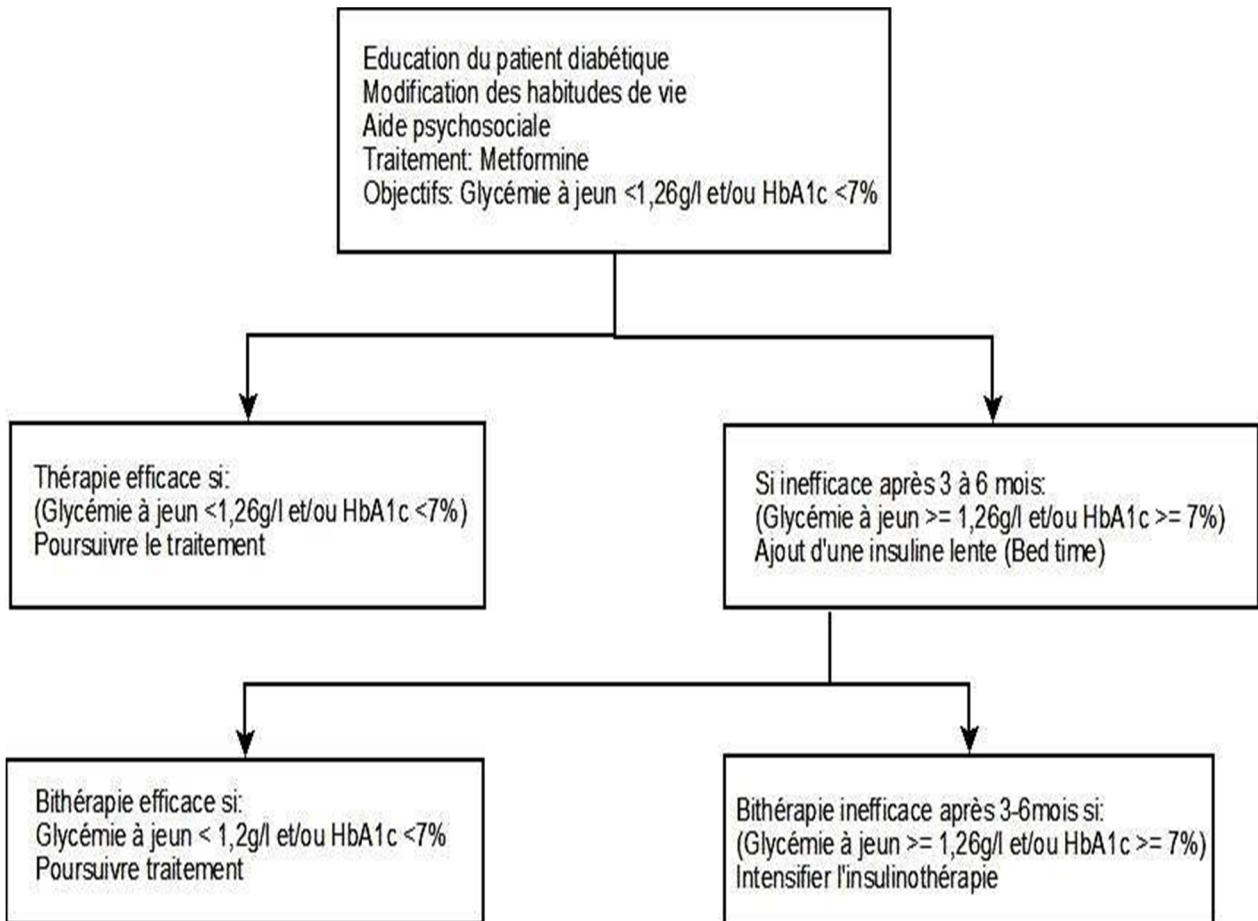 Education du patient diabétique
Modification des habitudes de vie
Aide psychosociale
Traitement: Metformine
Objectifs: Glycémie à jeun <1,26g/l et/ou HbA1c <7%
Thérapie efficace si:
(Glycémie à jeun <1,26g/l et/ou HbA1c <7%)
Poursuivre le traitement
Si inefficace après 3 à 6 mois:
(Glycémie à jeun >= 1,26g/l et/ou HbA1c >= 7%)
Ajout d'une insuline lente (Bed time)
Bithérapie efficace si:
Glycémie à jeun < 1,2g/l et/ou HbA1c <7%
Poursuivre traitement
Bithérapie inefficace après 3-6mois si:
(Glycémie à jeun >= 1,26g/l et/ou HbA1c >= 7%)
Intensifier l'insulinothérapie